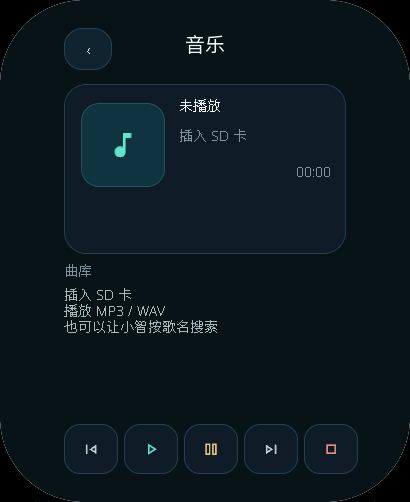 ‹
音乐
未播放
插入 SD 卡
00:00
曲库
插入 SD 卡
播放 MP3 / WAV
也可以让小智按歌名搜索